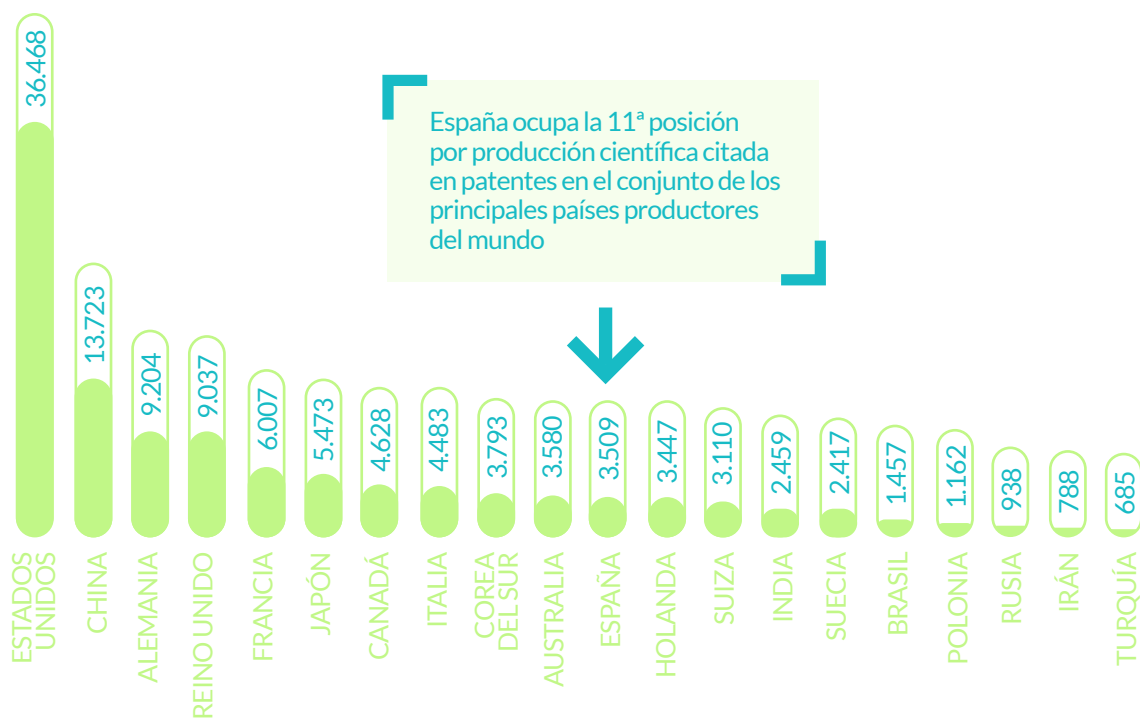 España ocupa la 11ª posición
por producción científica citada
en patentes en el conjunto de los
principales países productores
del mundo
36.468
13.723
9.204
9.037
6.007
5.473
4.628
4.483
3.793
3.580
3.509
3.447
3.110
2.459
2.417
1.457
1.162
938
788
685
ESTADOS
UNIDOS
CHINA
ALEMANIA
REINO UNIDO
FRANCIA
JAPÓN
CANADÁ
ITALIA
COREA
DEL SUR
AUSTRALIA
ESPAÑA
HOLANDA
SUIZA
INDIA
SUECIA
BRASIL
POLONIA
RUSIA
IRÁN
TURQUÍA